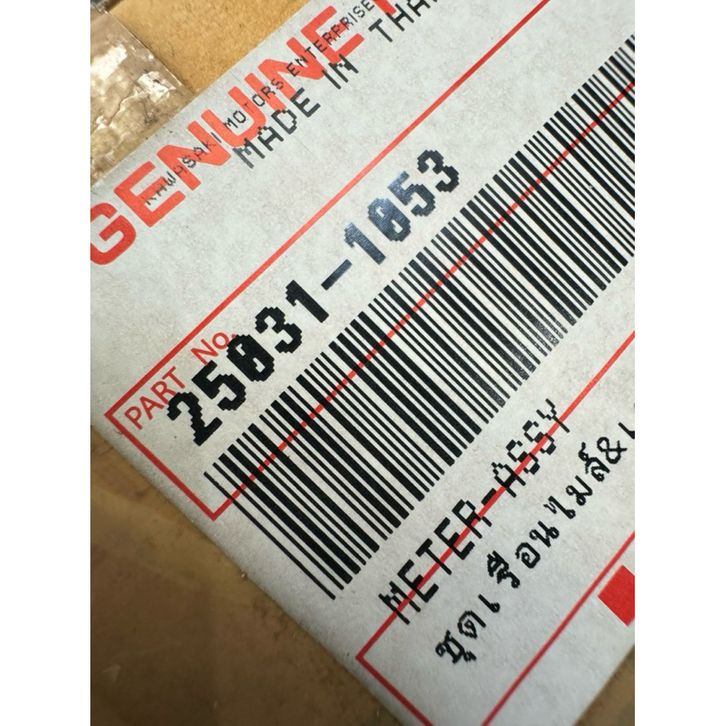 GENUINE
KAWASAKI MOTORS ENTERPRISE
MADE IN THA
PART No.
25031-1053
METER-ASSY
ชุดเรือนไมล์&